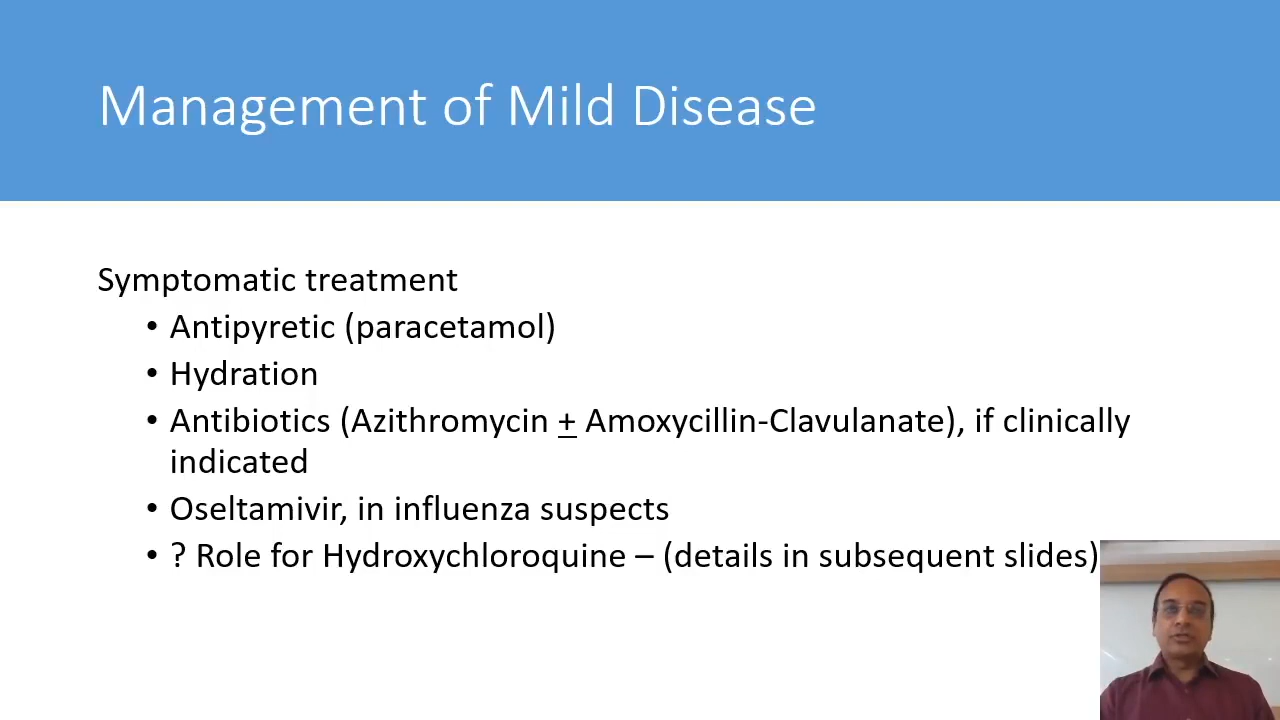 Management of Mild Disease
Symptomatic treatment
• Antipyretic (paracetamol)
• Hydration
• Antibiotics (Azithromycin ± Amoxycillin-Clavulanate), if clinically
indicated
• Oseltamivir, in influenza suspects
• ? Role for Hydroxychloroquine – (details in subsequent slides)